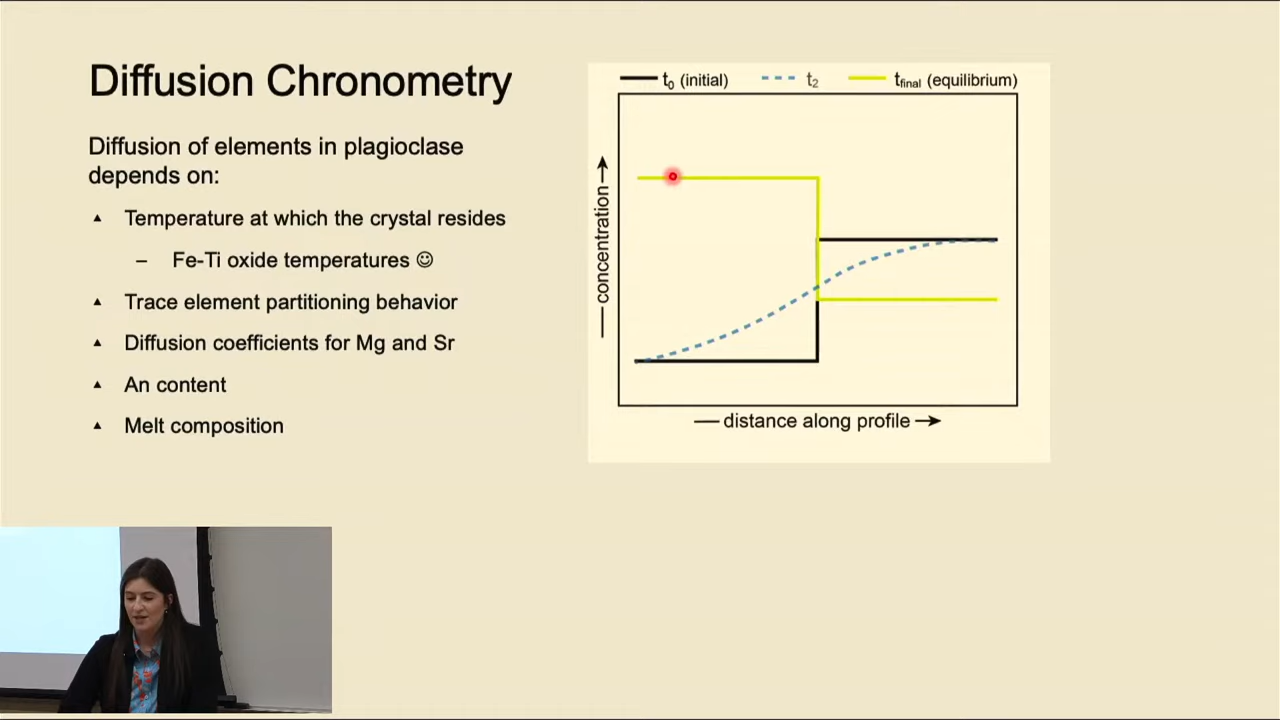 Diffusion Chronometry
Diffusion of elements in plagioclase
depends on:
Temperature at which the crystal resides
– Fe-Ti oxide temperatures ☺
Trace element partitioning behavior
Diffusion coefficients for Mg and Sr
An content
Melt composition
t0 (initial)
t2
tfinal (equilibrium)
concentration
distance along profile